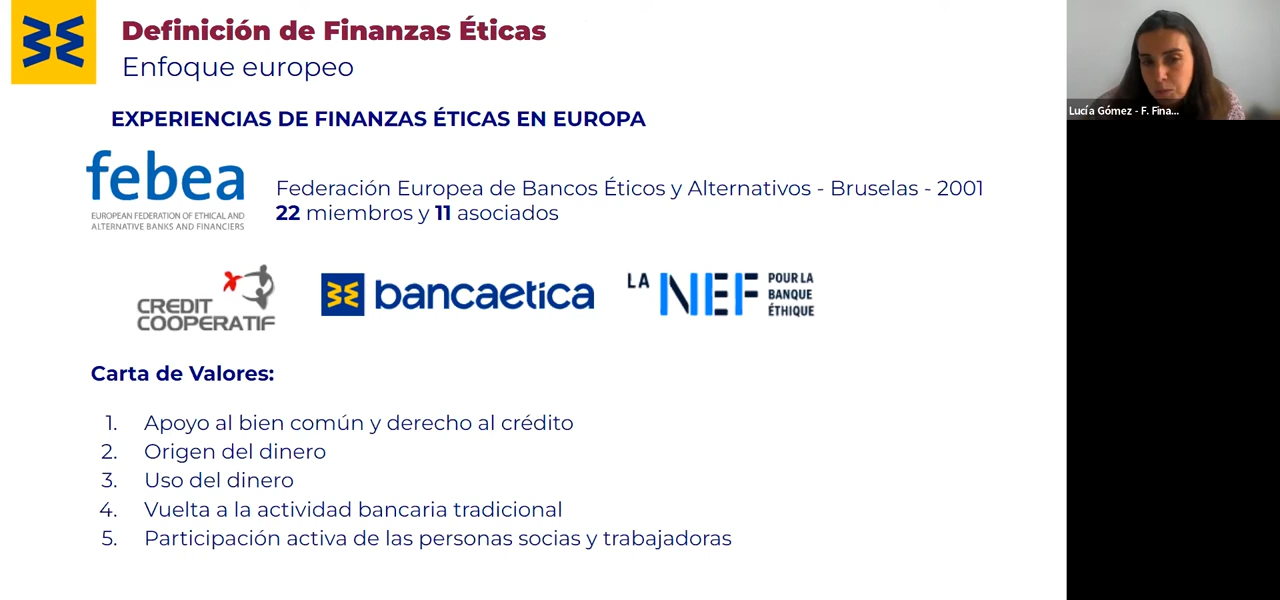 Definición de Finanzas Éticas
Enfoque europeo
EXPERIENCIAS DE FINANZAS ÉTICAS EN EUROPA
febea
EUROPEAN FEDERATION OF ETHICAL AND
ALTERNATIVE BANKS AND FINANCIERS
Federación Europea de Bancos Éticos y Alternativos - Bruselas - 2001
22 miembros y 11 asociados
CREDIT
COOPERATIF
bancaetica
LA NEF
POUR LA
BANQUE
ÉTHIQUE
Carta de Valores:
1. Apoyo al bien común y derecho al crédito
2. Origen del dinero
3. Uso del dinero
4. Vuelta a la actividad bancaria tradicional
5. Participación activa de las personas socias y trabajadoras
Lucía Gómez - F. Fina...